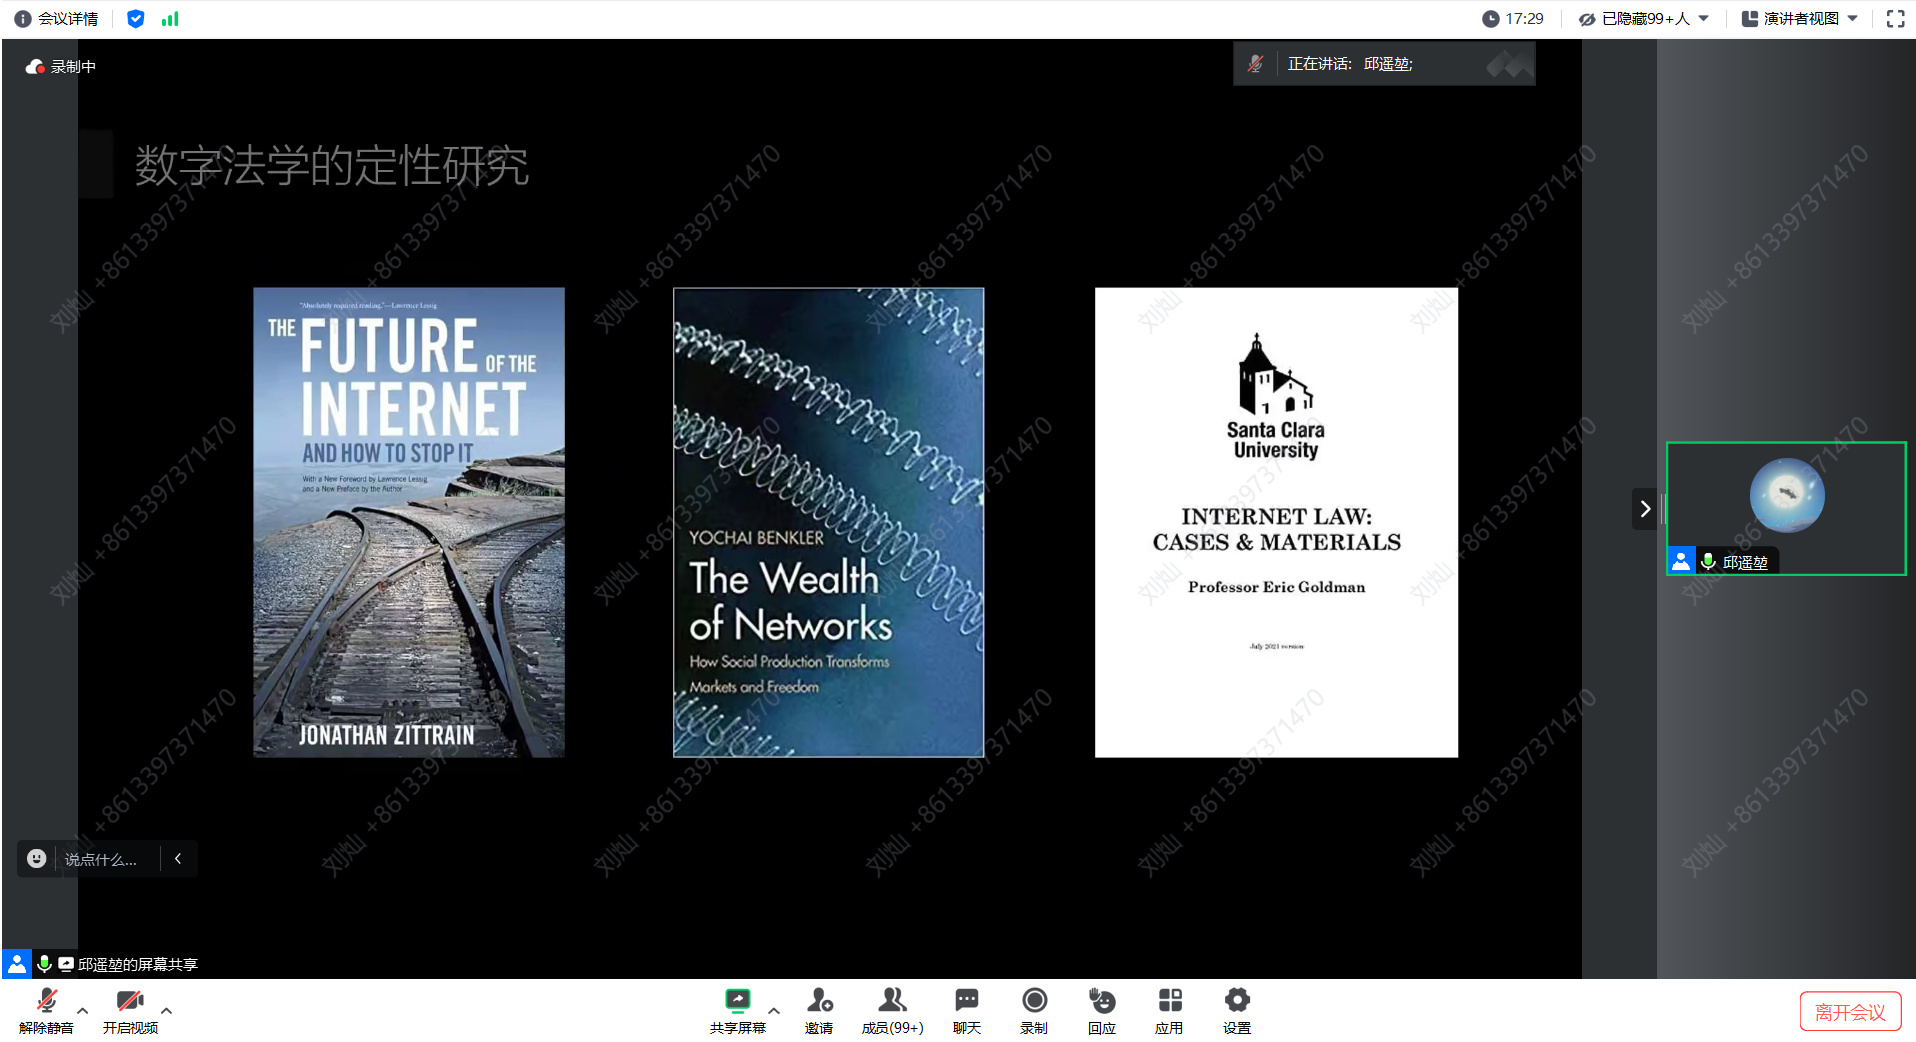 会议详情
17:29
已隐藏99+人
演讲者视图
录制中
正在讲话: 邱遥堃;
数字法学的定性研究
"Absolutely required reading."—Lawrence Lessig
THE FUTURE OF THE
INTERNET
AND HOW TO STOP IT
With a New Foreword by Lawrence Lessig
and a New Preface by the Author
JONATHAN ZITTRAIN
YOCHAI BENKLER
The Wealth
of Networks
How Social Production Transforms
Markets and Freedom
Santa Clara
University
INTERNET LAW:
CASES & MATERIALS
Professor Eric Goldman
July 2021 version
邱遥堃
说点什么...
邱遥堃的屏幕共享
刘灿 +8613397371470
解除静音
开启视频
共享屏幕
邀请
成员(99+)
聊天
录制
回应
应用
设置
离开会议